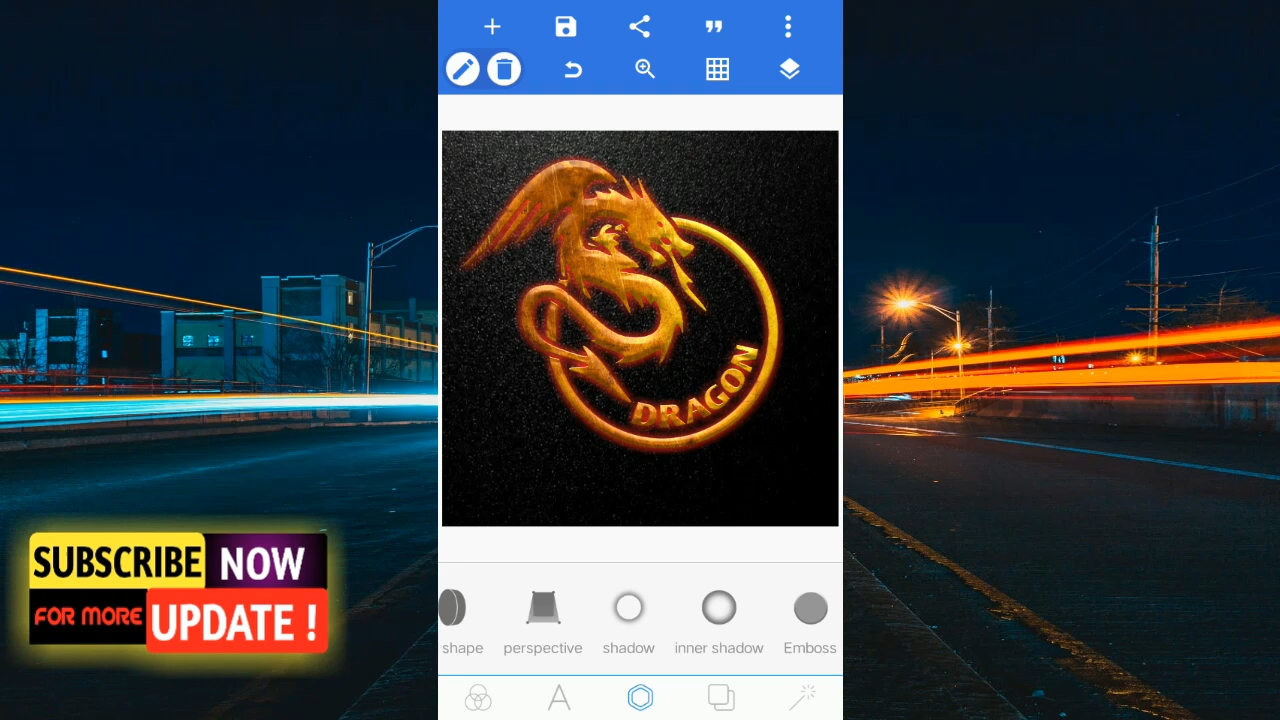 DRAGON
SUBSCRIBE NOW
FOR MORE UPDATE !
shape perspective shadow inner shadow Emboss